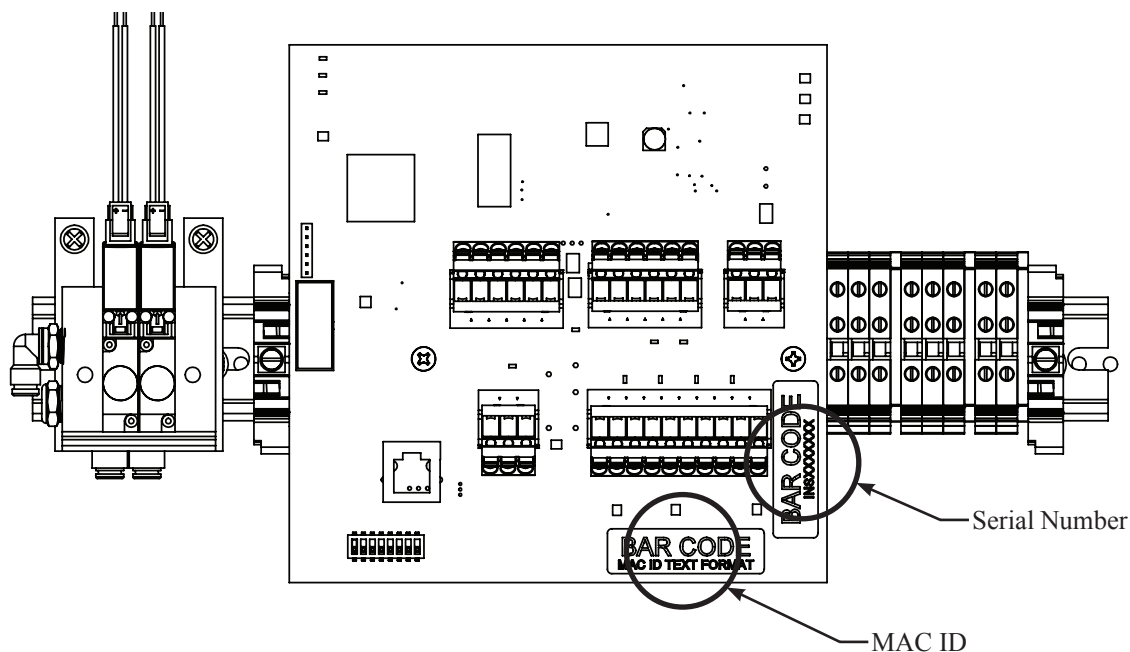 BAR CODE
INSXXXXXXX
Serial Number
BAR CODE
MAC ID TEXT FORMAT
MAC ID